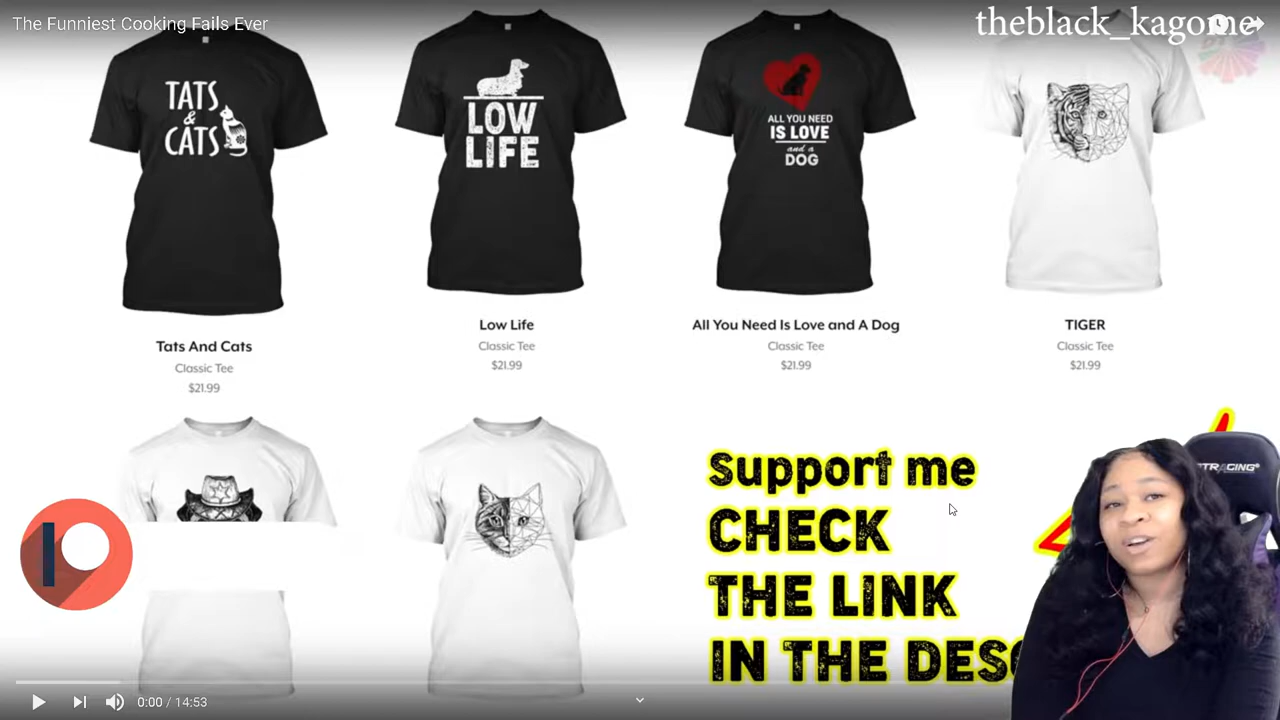 The Funniest Cooking Fails Ever
theblack_kagome
TATS
&
CATS
LOW
LIFE
ALL YOU NEED
IS LOVE
and a
DOG
Tats And Cats
Classic Tee
$21.99
Low Life
Classic Tee
$21.99
All You Need Is Love and A Dog
Classic Tee
$21.99
TIGER
Classic Tee
$21.99
Support me
CHECK
THE LINK
IN THE DESC
0:00 / 14:53